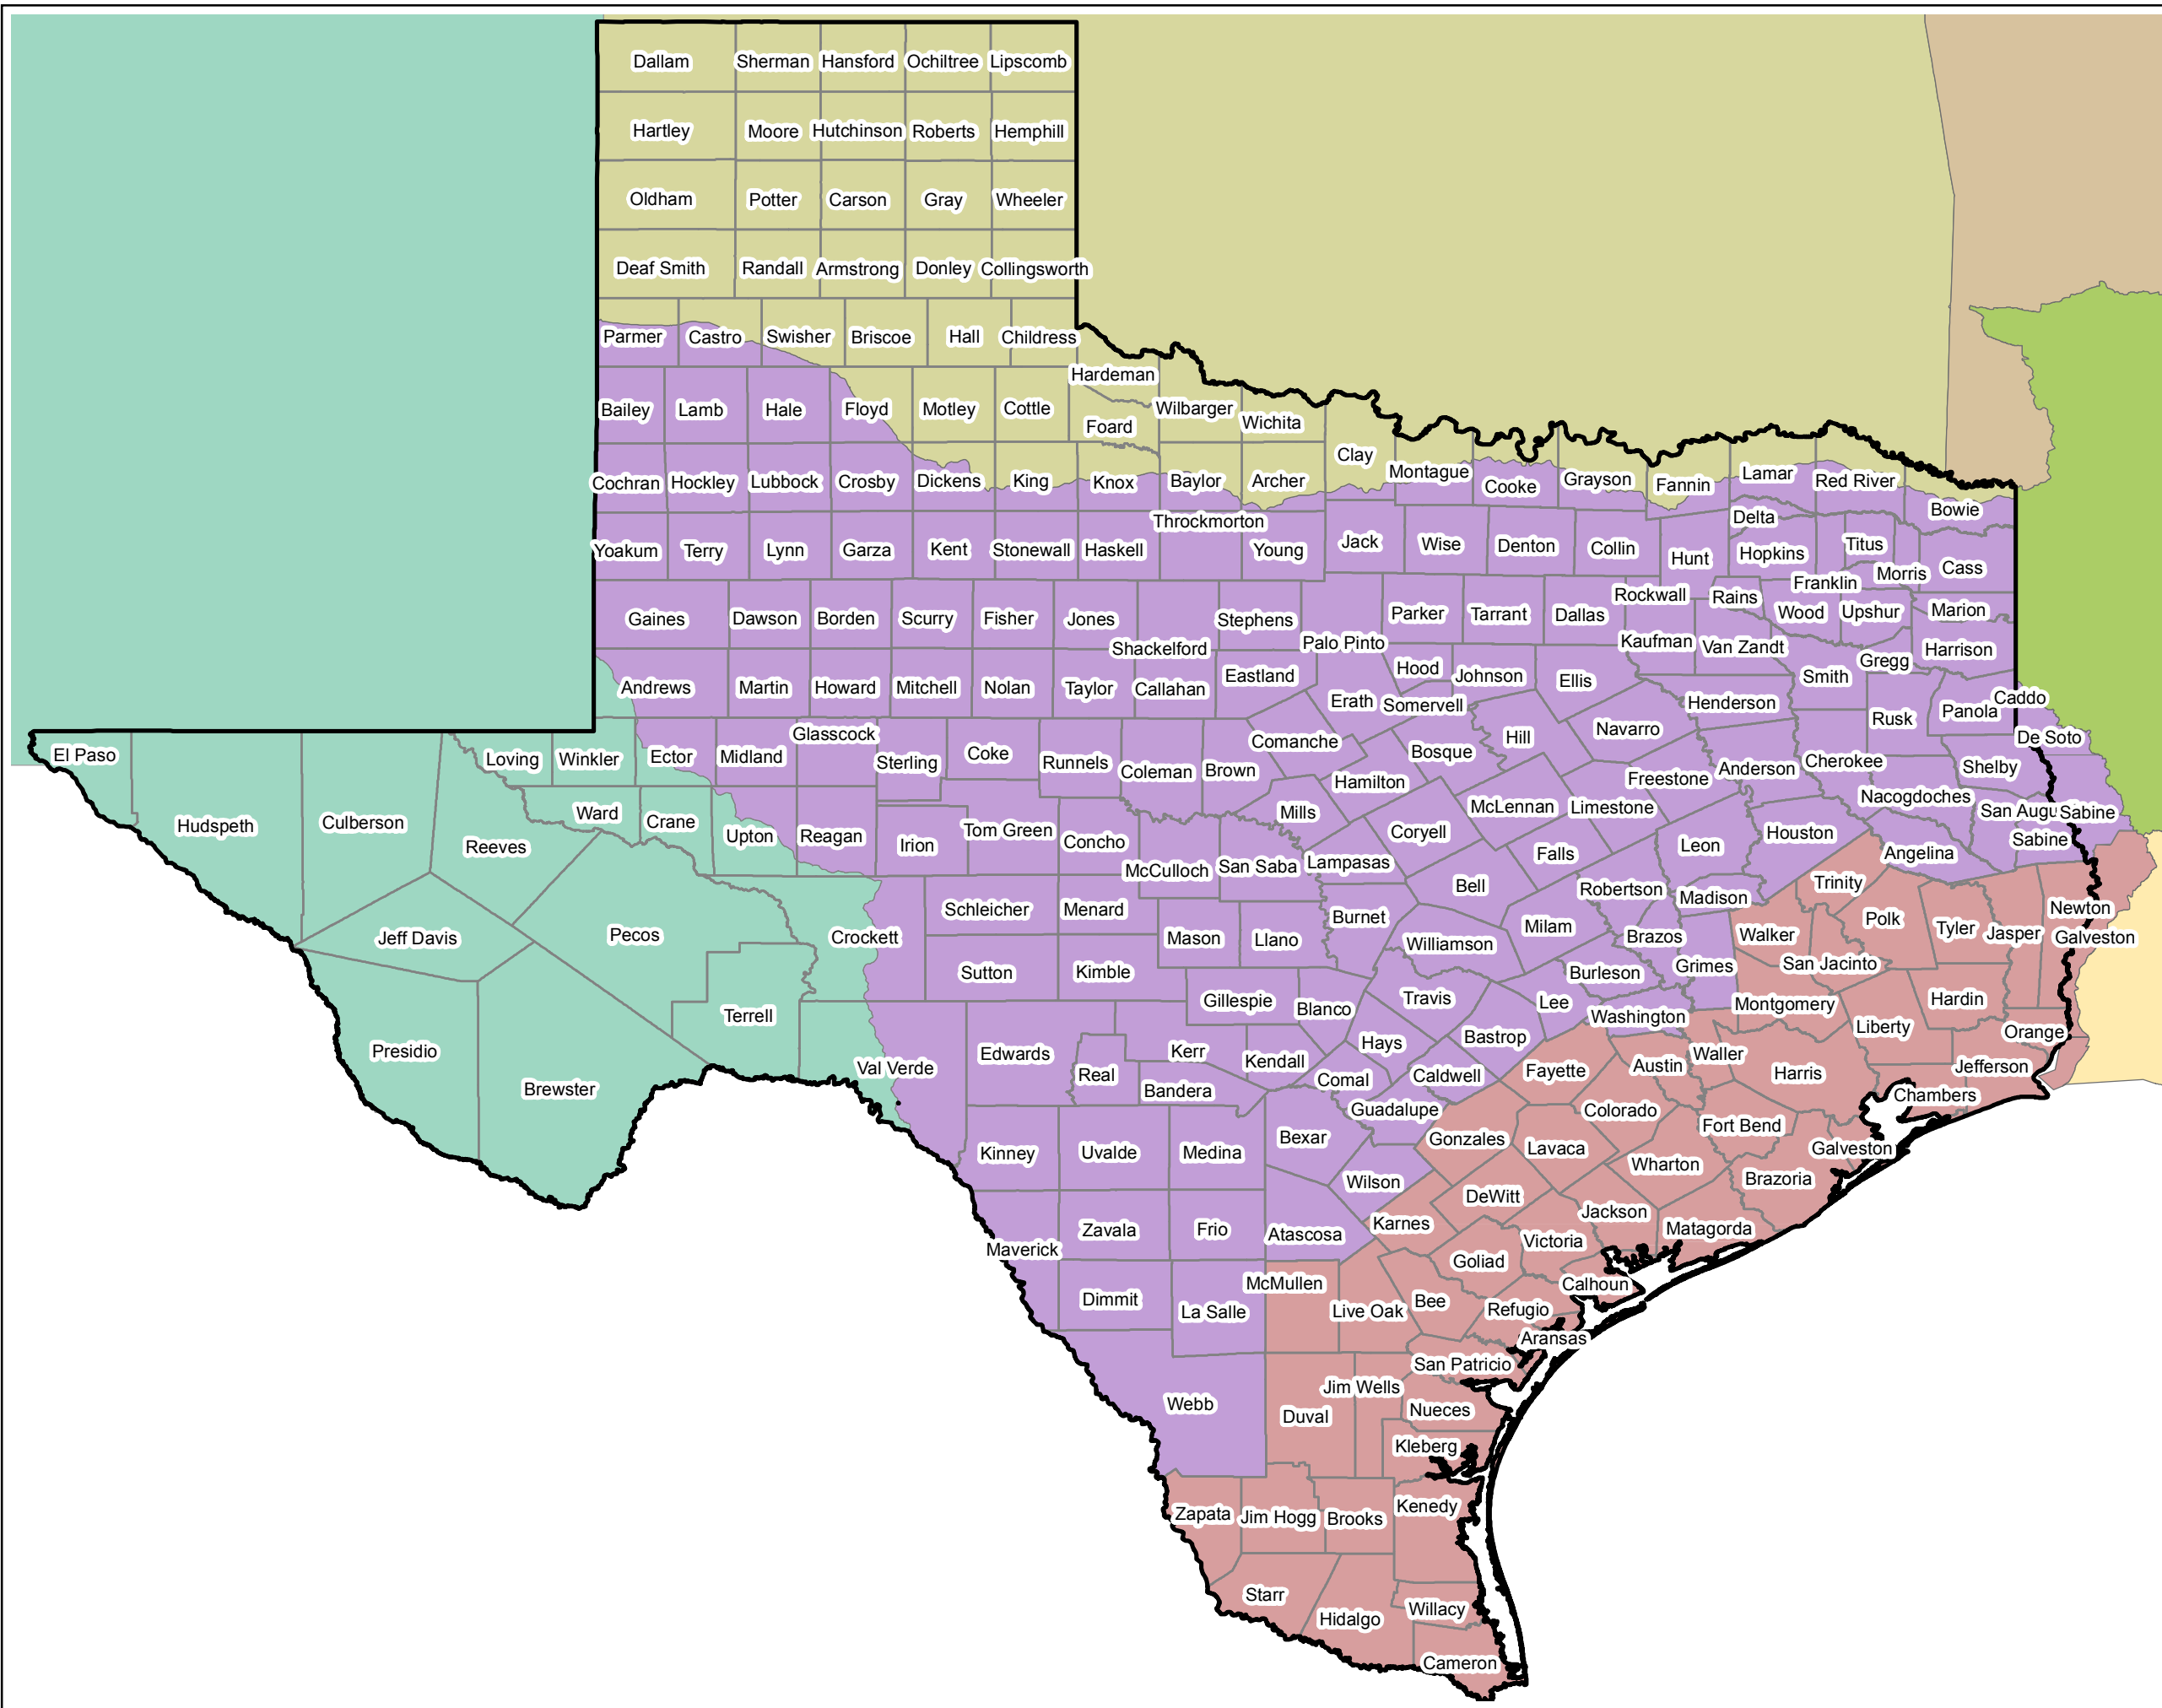 Dallam Sherman Hansford Ochiltree Lipscomb
Hartley Moore Hutchinson Roberts Hemphill
Oldham Potter Carson Gray Wheeler
Deaf Smith Randall Armstrong Donley Collingsworth
Parmer Castro Swisher Briscoe Hall Childress
Hardeman
Bailey Lamb Hale Floyd Motley Cottle Foard Wilbarger Wichita
Clay Montague Cooke Grayson Fannin Lamar Red River
Cochran Hockley Lubbock Crosby Dickens King Knox Baylor Archer
Bowie
Delta
Throckmorton
Yoakum Terry Lynn Garza Kent Stonewall Haskell Young Jack Wise Denton Collin Hunt Hopkins Titus
Franklin Morris Cass
Rockwall Rains Wood Upshur Marion
Gaines Dawson Borden Scurry Fisher Jones Stephens Parker Tarrant Dallas
Shackelford Palo Pinto Kaufman Van Zandt Gregg Harrison
Andrews Martin Howard Mitchell Nolan Taylor Callahan Eastland Hood Johnson Ellis Smith
Erath Somervell Henderson Rusk Panola Caddo
El Paso Loving Winkler Ector Midland Glasscock Sterling Coke Runnels Coleman Brown Comanche Bosque Hill Navarro De Soto
Hamilton Freestone Anderson Cherokee Shelby
Hudspeth Culberson Reeves Ward Crane Upton Reagan Irion Tom Green Concho Mills Coryell McLennan Limestone Nacogdoches San Augu Sabine
Houston Sabine
McCulloch San Saba Lampasas Falls Leon Angelina
Bell Robertson Madison Trinity
Jeff Davis Pecos Crockett Schleicher Menard Mason Llano Burnet Williamson Milam Brazos Walker Polk Tyler Jasper Newton
Galveston
Sutton Kimble Burleson Grimes San Jacinto
Gillespie Blanco Travis Lee Washington Montgomery Liberty Hardin Orange
Terrell
Presidio Brewster Val Verde Edwards Real Kerr Kendall Hays Bastrop Waller Harris Jefferson
Bandera Comal Caldwell Fayette Austin Chambers
Guadalupe Colorado Fort Bend
Kinney Uvalde Medina Bexar Gonzales Lavaca Wharton Galveston
Wilson DeWitt Brazoria
Maverick Zavala Frio Atascosa Karnes Goliad Victoria Jackson Matagorda
Dimmit La Salle McMullen Live Oak Bee Refugio Calhoun
Aransas
San Patricio
Webb Duval Jim Wells Nueces
Kleberg
Zapata Jim Hogg Brooks Kenedy
Starr Hidalgo Willacy
Cameron